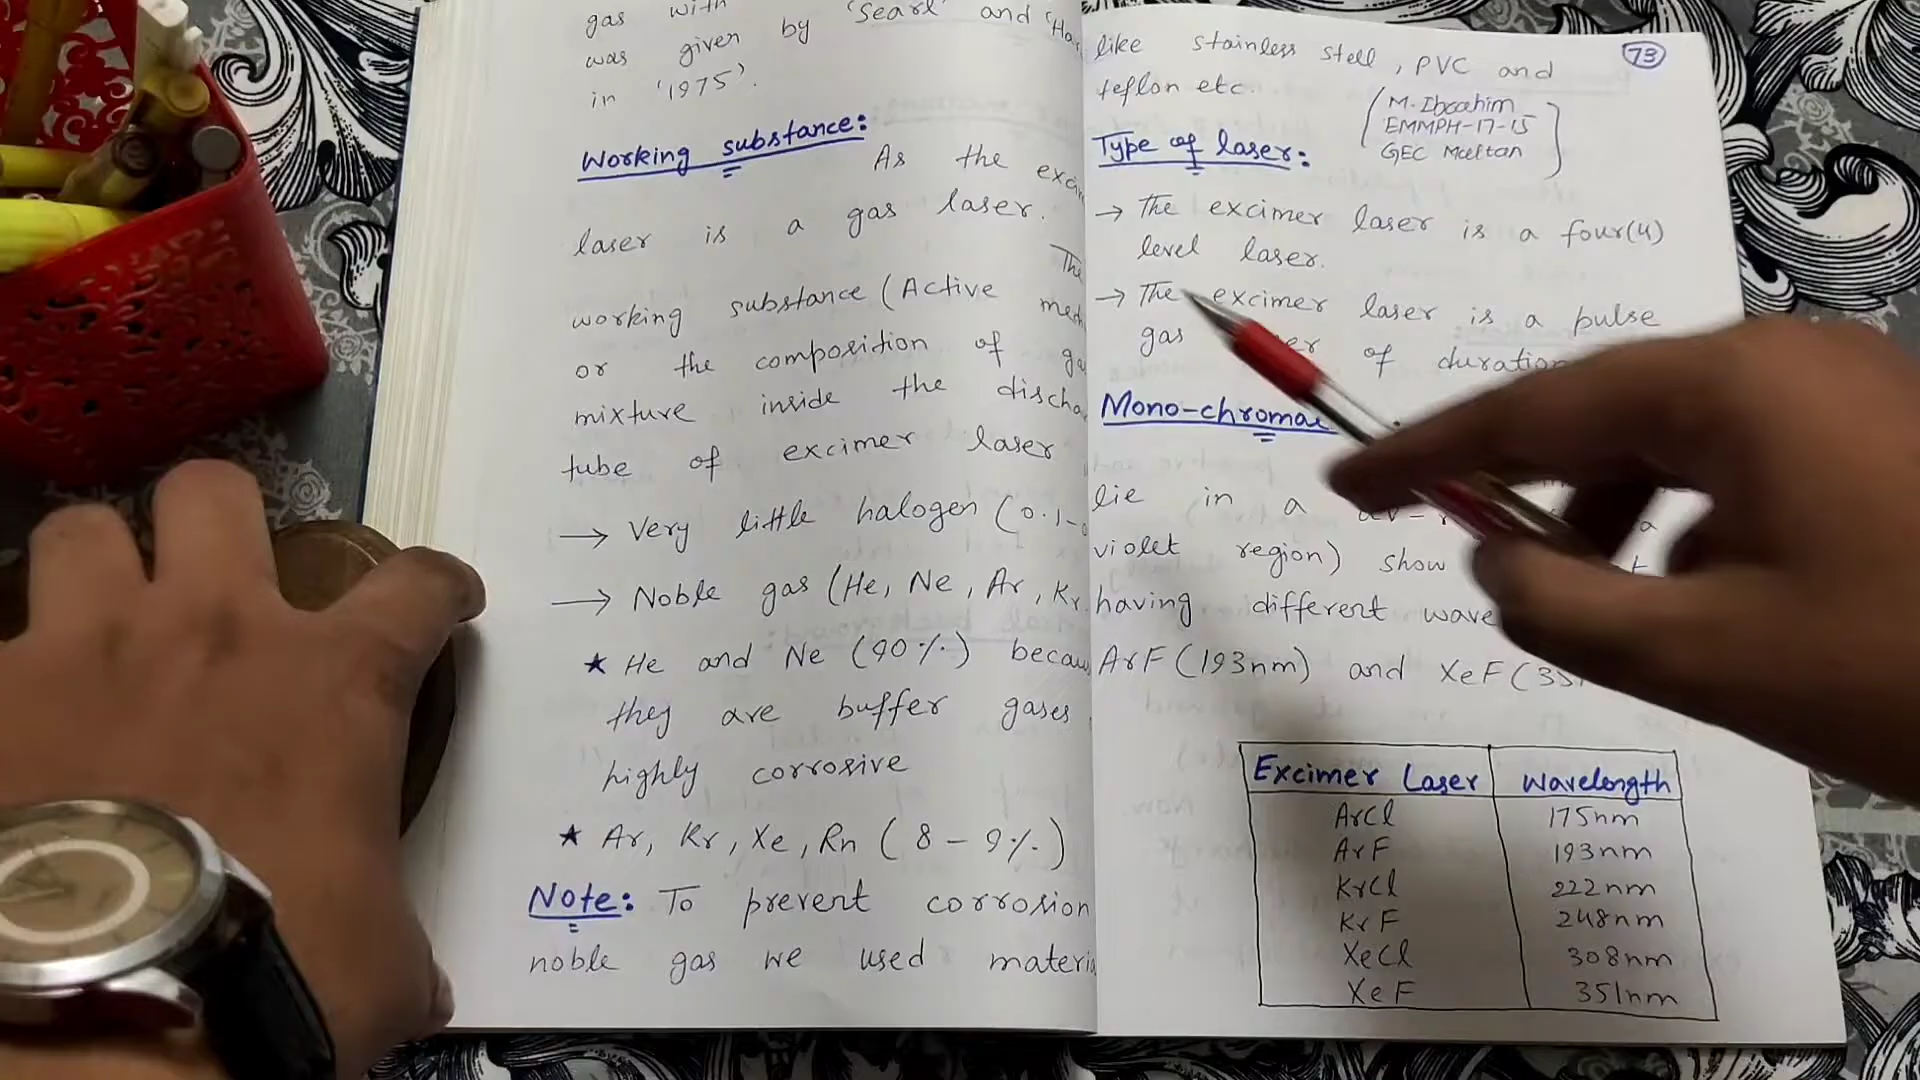 gas with
was given by 'Searl' and
in '1975'.
Working substance:
As the
laser is a gas laser.
The
working substance (Active
or the composition of
mixture inside the
tube of excimer laser
→ Very little halogen (0.1-
→ Noble gas (He, Ne, Ar, Kr
★ He and Ne (90%)
they are buffer gases
highly corrosive
★ Ar, Kr, Xe, Rn (8-9%)
Note: To prevent corrosion
noble gas we used
73
like stainless stell, PVC and
teflon etc.
(M. Ibrahim
EMMPH-17-15
GEC Multan)
Type of laser:
→ The excimer laser is a four(4)
level laser.
→ The excimer laser is a pulse
gas of duration
lie in a
violet region) show
having different
ArF (193nm) and XeF
Excimer Laser Wavelength
ArCl 175nm
ArF 193nm
KrCl 222nm
KrF 248nm
XeCl 308nm
XeF 351nm